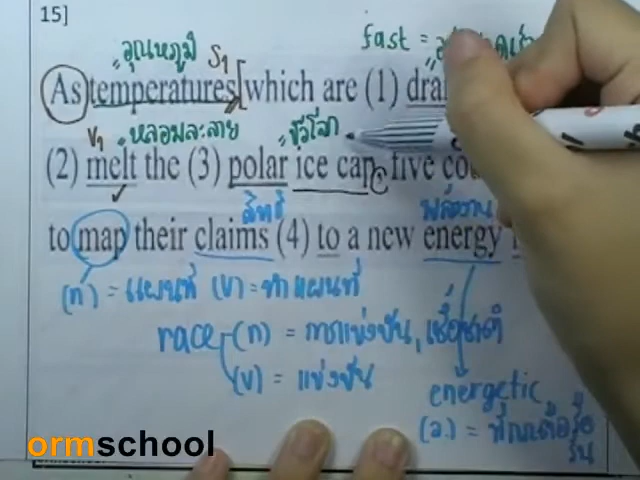 15]
fast =
อุณหภูมิ S1
As temperatures which are (1)
V1 หลอมละลาย ขั้วโลก
(2) melt the (3) polar ice cap, five
สิทธิ์ พลังงาน
to map their claims (4) to a new energy
(n) = แผนที่ (v) = ทำแผนที่
race (n) = การแข่งขัน, เชื้อชาติ
(v) = แข่งขัน
energetic
(a.) =
ormschool